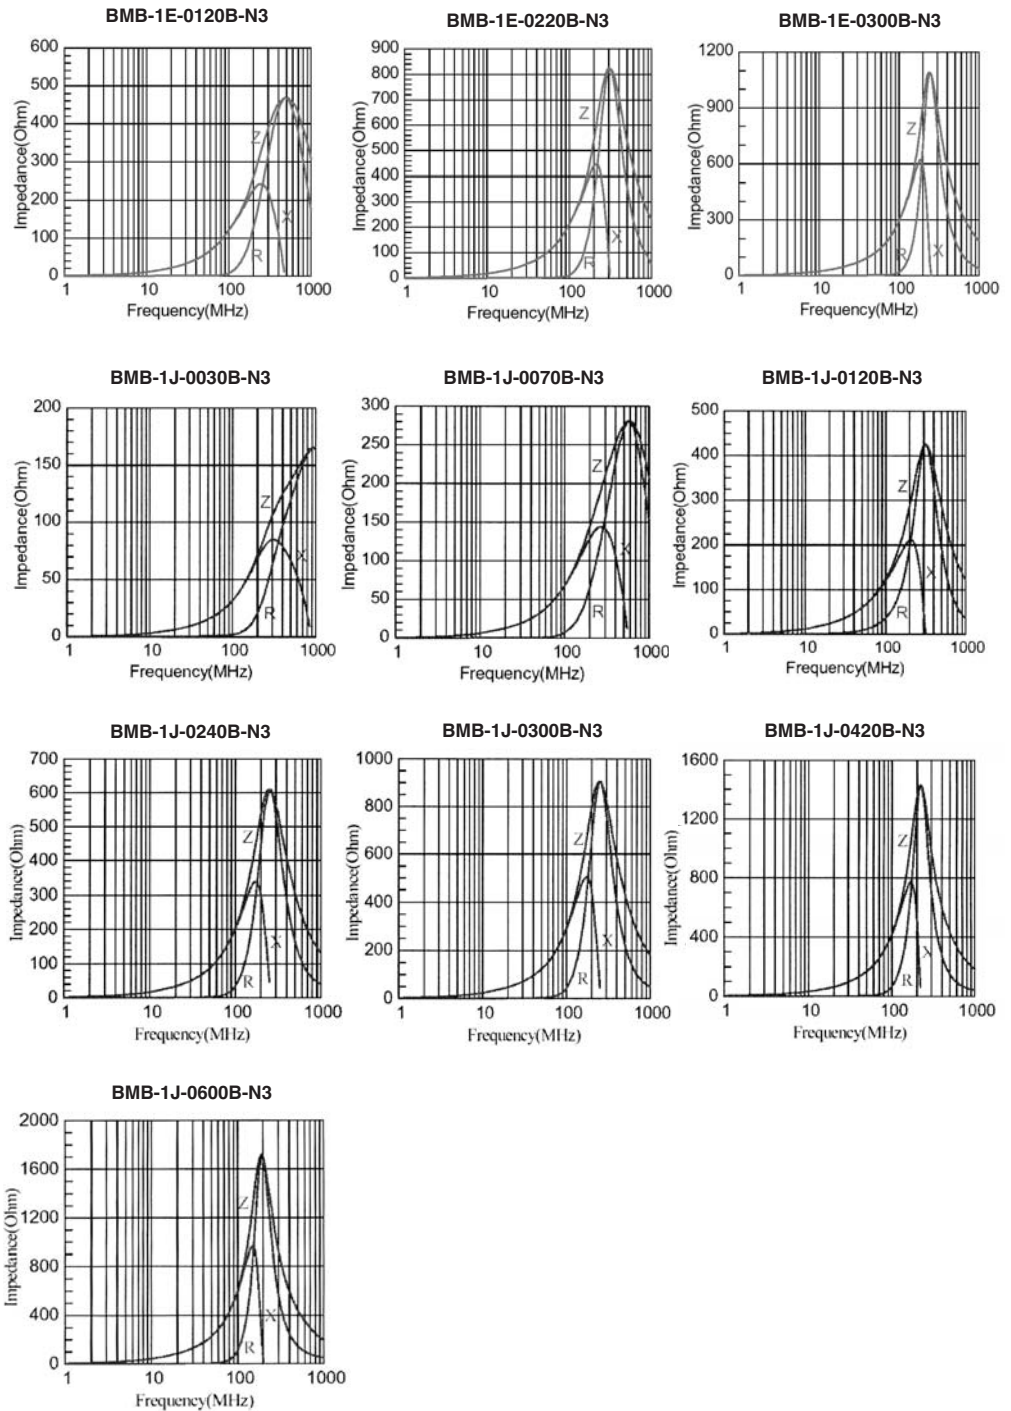 BMB-1E-0120B-N3
600
500
400
300
200
100
0
Impedance(Ohm)
Z
X
R
1 10 100 1000
Frequency(MHz)
BMB-1E-0220B-N3
900
800
700
600
500
400
300
200
100
0
Impedance(Ohm)
Z
X
R
1 10 100 1000
Frequency(MHz)
BMB-1E-0300B-N3
1200
900
600
300
0
Impedance(Ohm)
Z
R X
1 10 100 1000
Frequency(MHz)
BMB-1J-0030B-N3
200
150
100
50
0
Impedance(Ohm)
Z
X
R
1 10 100 1000
Frequency(MHz)
BMB-1J-0070B-N3
300
250
200
150
100
50
0
Impedance(Ohm)
Z
X
R
1 10 100 1000
Frequency(MHz)
BMB-1J-0120B-N3
500
400
300
200
100
0
Impedance(Ohm)
Z
X
R
1 10 100 1000
Frequency(MHz)
BMB-1J-0240B-N3
700
600
500
400
300
200
100
0
Impedance(Ohm)
Z
X
R
1 10 100 1000
Frequency(MHz)
BMB-1J-0300B-N3
1000
800
600
400
200
0
Impedance(Ohm)
Z
X
R
1 10 100 1000
Frequency(MHz)
BMB-1J-0420B-N3
1600
1200
800
400
0
Impedance(Ohm)
Z
X
R
1 10 100 1000
Frequency(MHz)
BMB-1J-0600B-N3
2000
1600
1200
800
400
0
Impedance(Ohm)
Z
X
R
1 10 100 1000
Frequency(MHz)